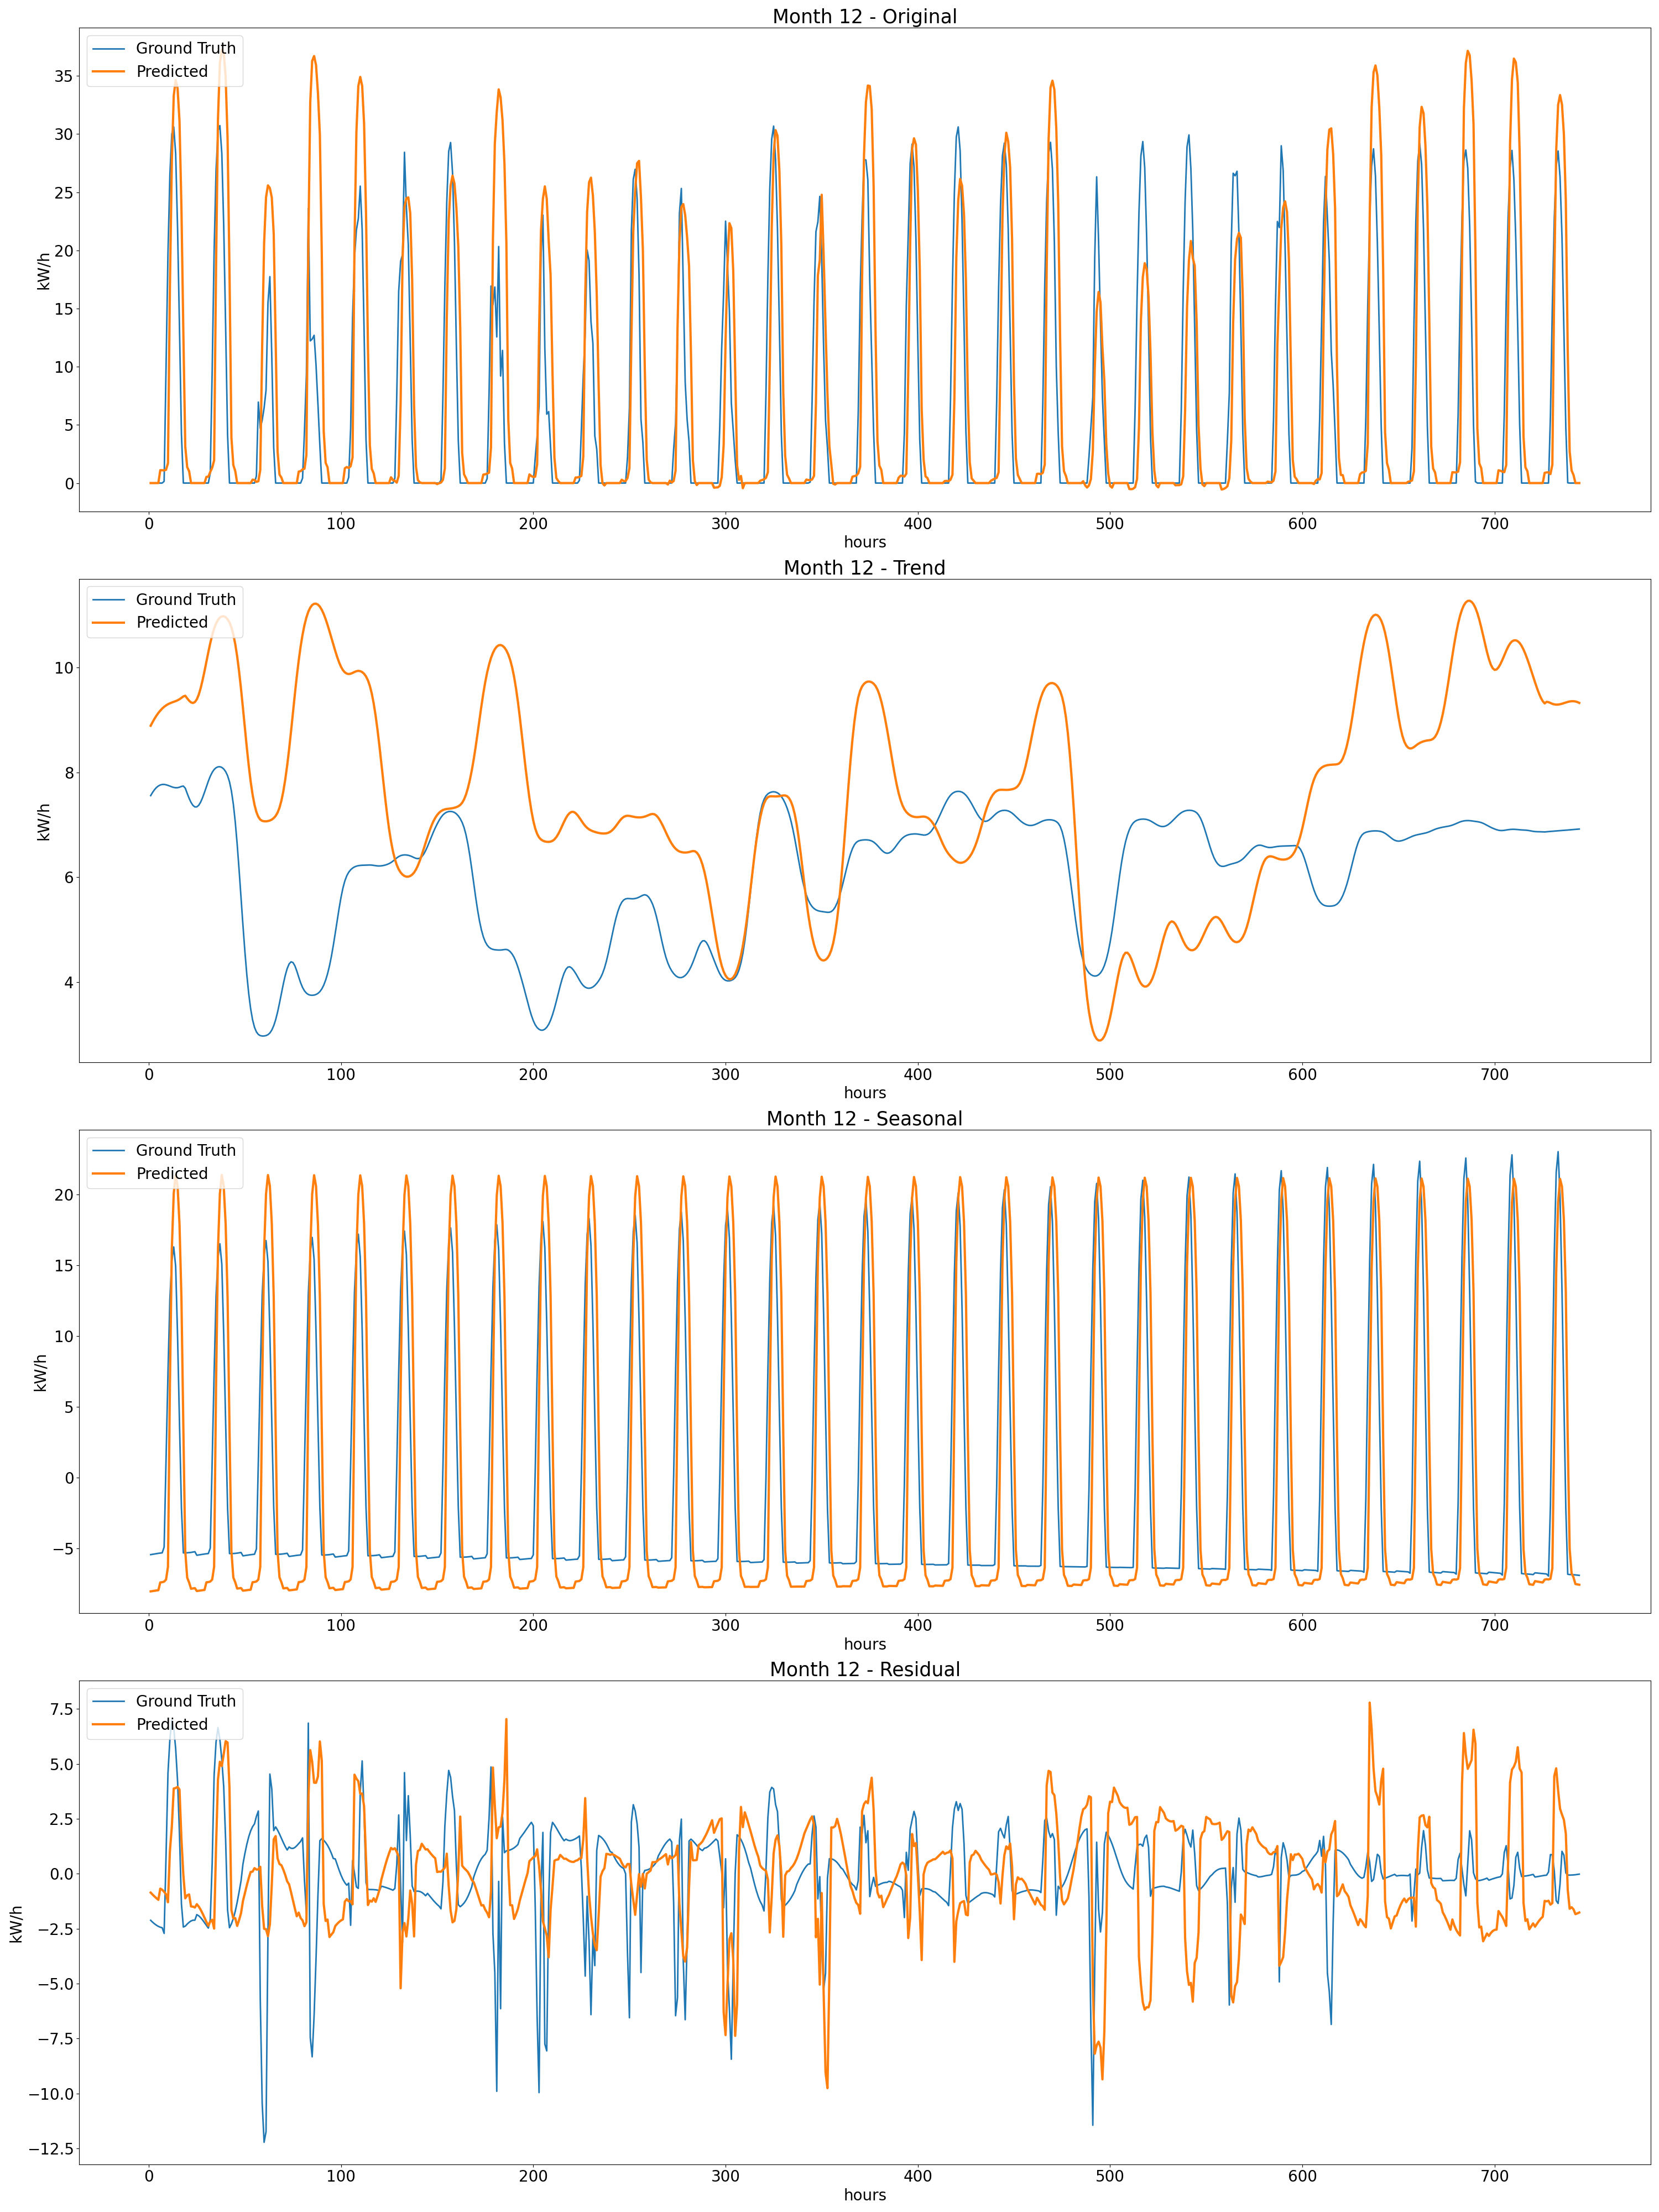 Month 12 - Original
Ground Truth
Predicted
35
30
25
20
15
10
5
0
kW/h
0 100 200 300 400 500 600 700
hours
Month 12 - Trend
Ground Truth
Predicted
10
8
6
4
kW/h
0 100 200 300 400 500 600 700
hours
Month 12 - Seasonal
Ground Truth
Predicted
20
15
10
5
0
−5
kW/h
0 100 200 300 400 500 600 700
hours
Month 12 - Residual
Ground Truth
Predicted
7.5
5.0
2.5
0.0
−2.5
−5.0
−7.5
−10.0
−12.5
kW/h
0 100 200 300 400 500 600 700
hours